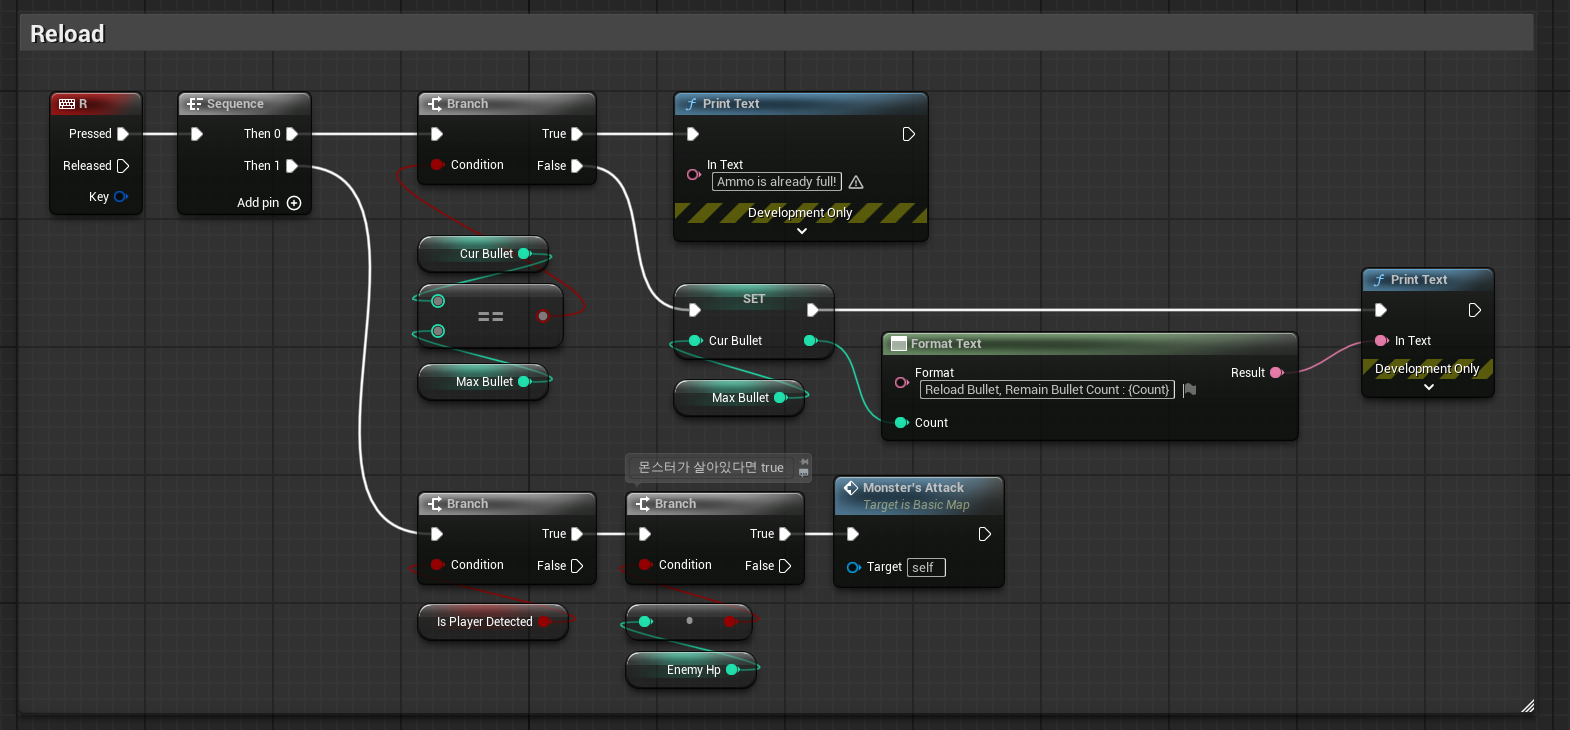 Reload
R
Pressed
Released
Key
Sequence
Then 0
Then 1
Add pin
Branch
True
Condition
False
Print Text
In Text
Ammo is already full!
Development Only
Cur Bullet
==
Max Bullet
SET
Cur Bullet
Max Bullet
Format Text
Format
Reload Bullet, Remain Bullet Count : {Count}
Result
Count
Print Text
In Text
Development Only
Branch
True
Condition
False
Is Player Detected
몬스터가 살아있다면 true
Branch
True
Condition
False
Enemy Hp
Monster's Attack
Target is Basic Map
Target
self